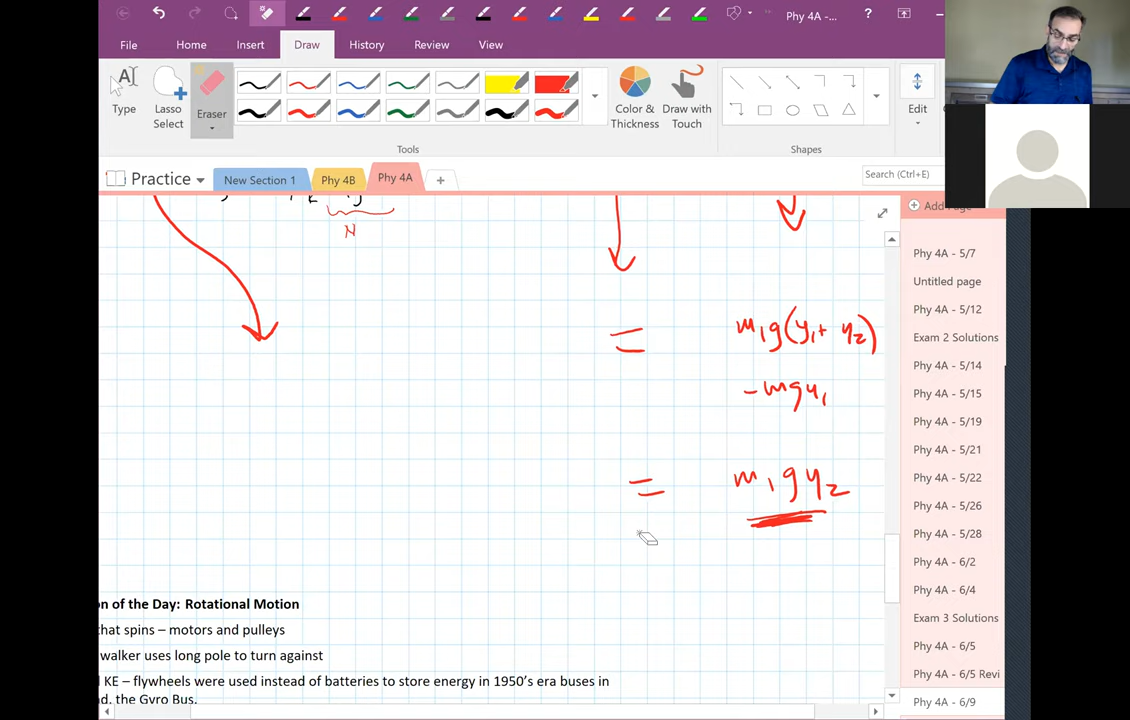 Phy 4A -...
?
File
Home
Insert
Draw
History
Review
View
Type
Lasso Select
Eraser
Color & Thickness
Draw with Touch
Edit
Tools
Shapes
Practice
New Section 1
Phy 4B
Phy 4A
+
Search (Ctrl+E)
N
= m₁g(y₁+ y₂)
- mgy₁
= m₁gy₂
on of the Day: Rotational Motion
that spins – motors and pulleys
walker uses long pole to turn against
l KE – flywheels were used instead of batteries to store energy in 1950's era buses in
nd, the Gyro Bus.
Add Page
Phy 4A - 5/7
Untitled page
Phy 4A - 5/12
Exam 2 Solutions
Phy 4A - 5/14
Phy 4A - 5/15
Phy 4A - 5/19
Phy 4A - 5/21
Phy 4A - 5/22
Phy 4A - 5/26
Phy 4A - 5/28
Phy 4A - 6/2
Phy 4A - 6/4
Exam 3 Solutions
Phy 4A - 6/5
Phy 4A - 6/5 Revi
Phy 4A - 6/9